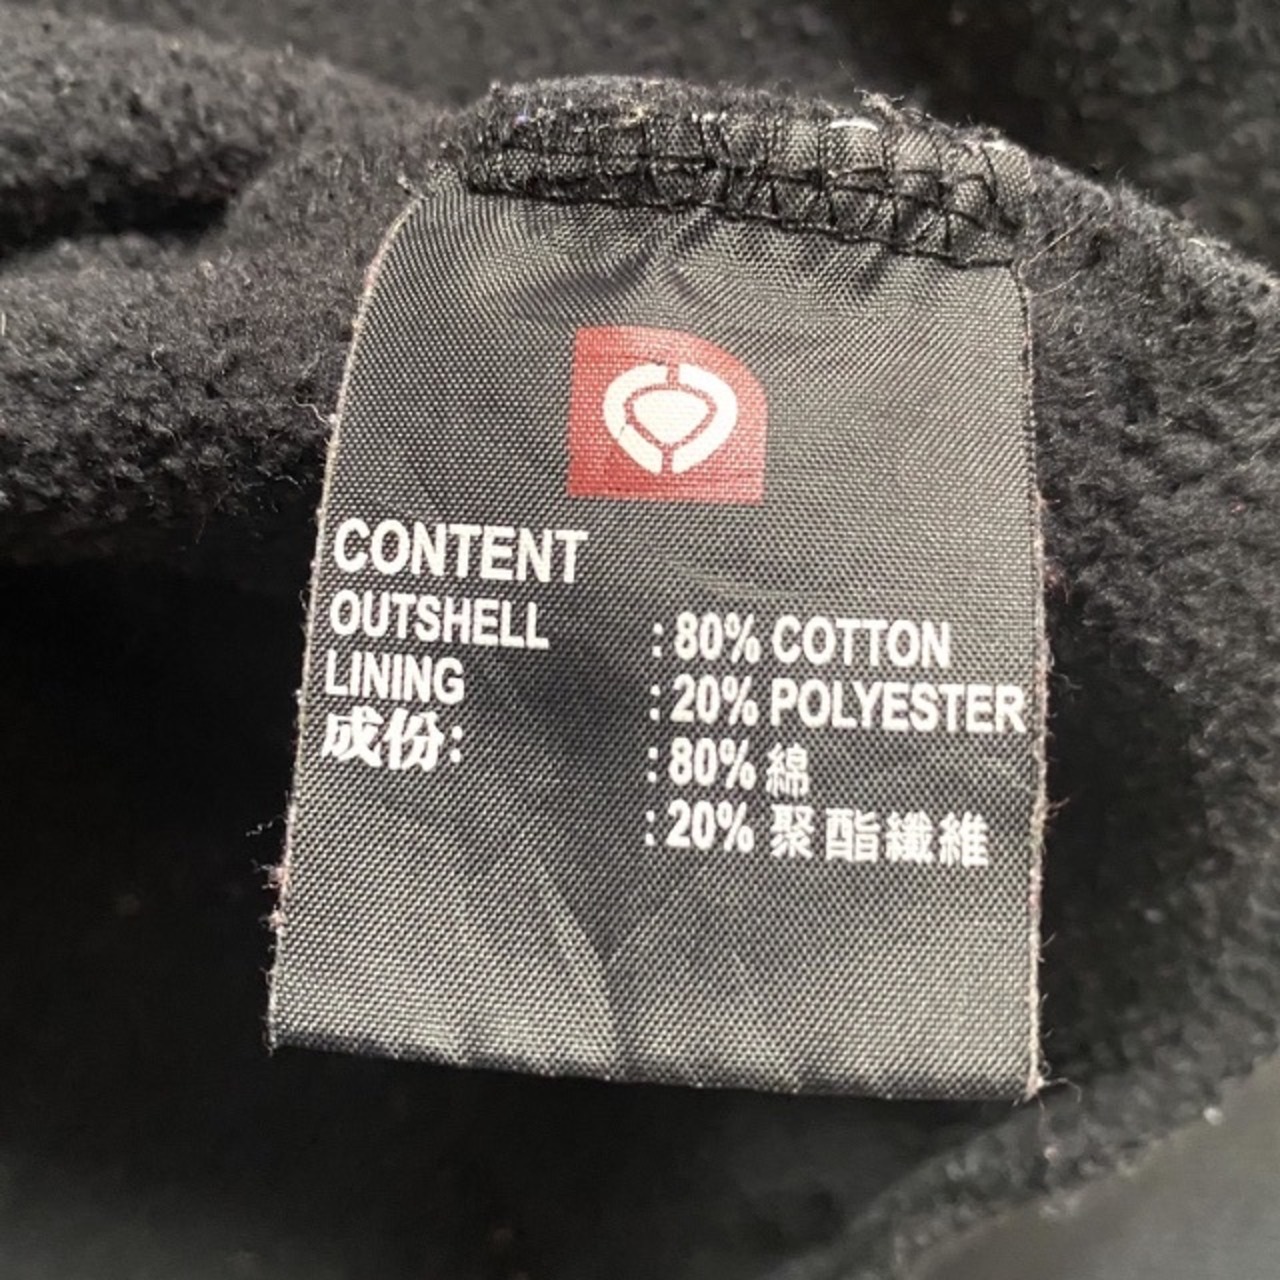 CONTENT
OUTSHELL : 80% COTTON
LINING : 20% POLYESTER
成份: : 80% 綿
: 20% 聚酯纖維